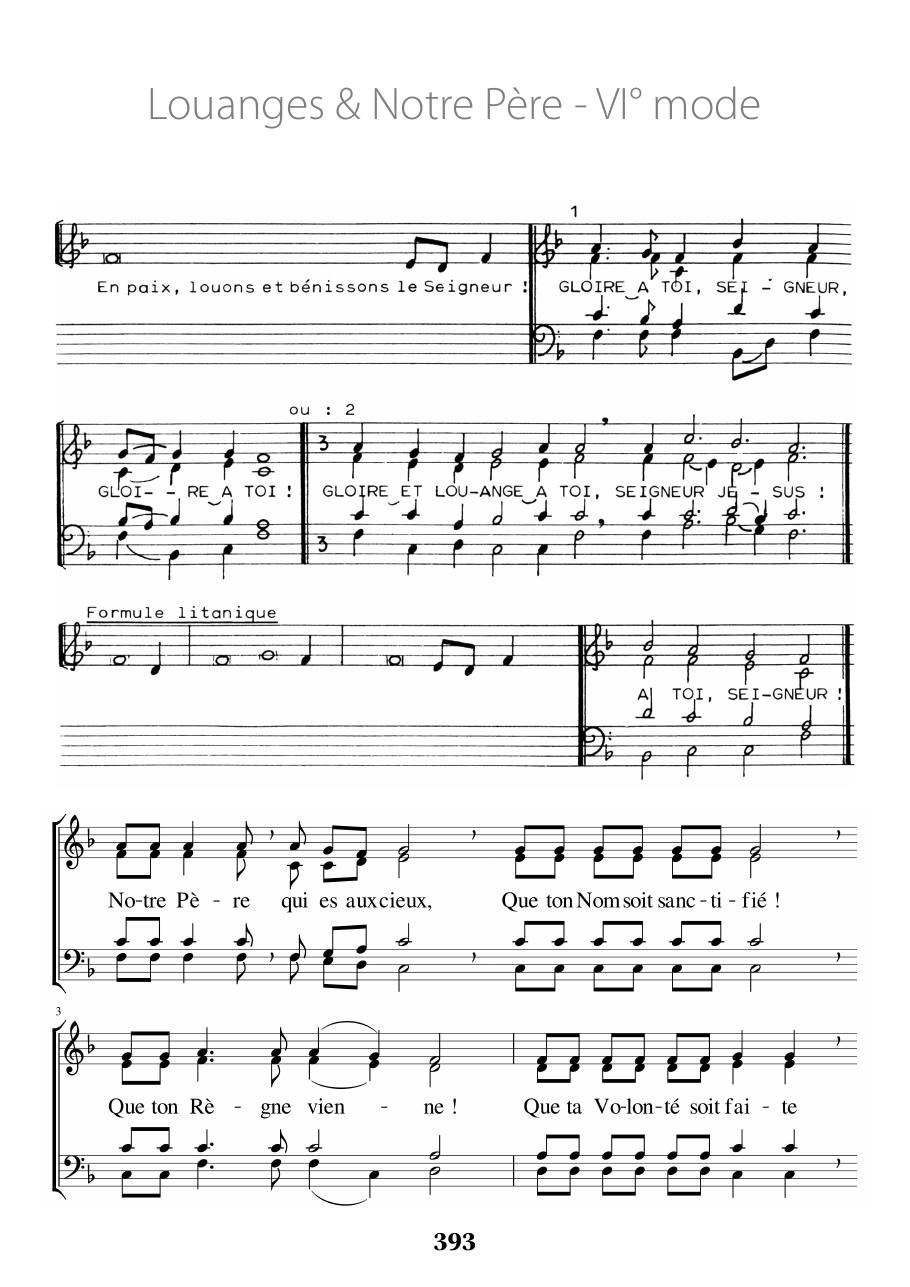 Louanges & Notre Père - VI° mode
1
En paix, louons et bénissons le Seigneur ! GLOIRE A TOI, SEI - GNEUR,
ou : 2
3
GLOI- - RE A TOI ! GLOIRE ET LOU-ANGE A TOI, SEIGNEUR JÉ - SUS !
3
Formule litanique
A TOI, SEI-GNEUR !
No-tre Pè - re qui es aux cieux, Que ton Nom soit sanc - ti - fié !
3
Que ton Rè - gne vien - ne ! Que ta Vo-lon-té soit fai - te
393